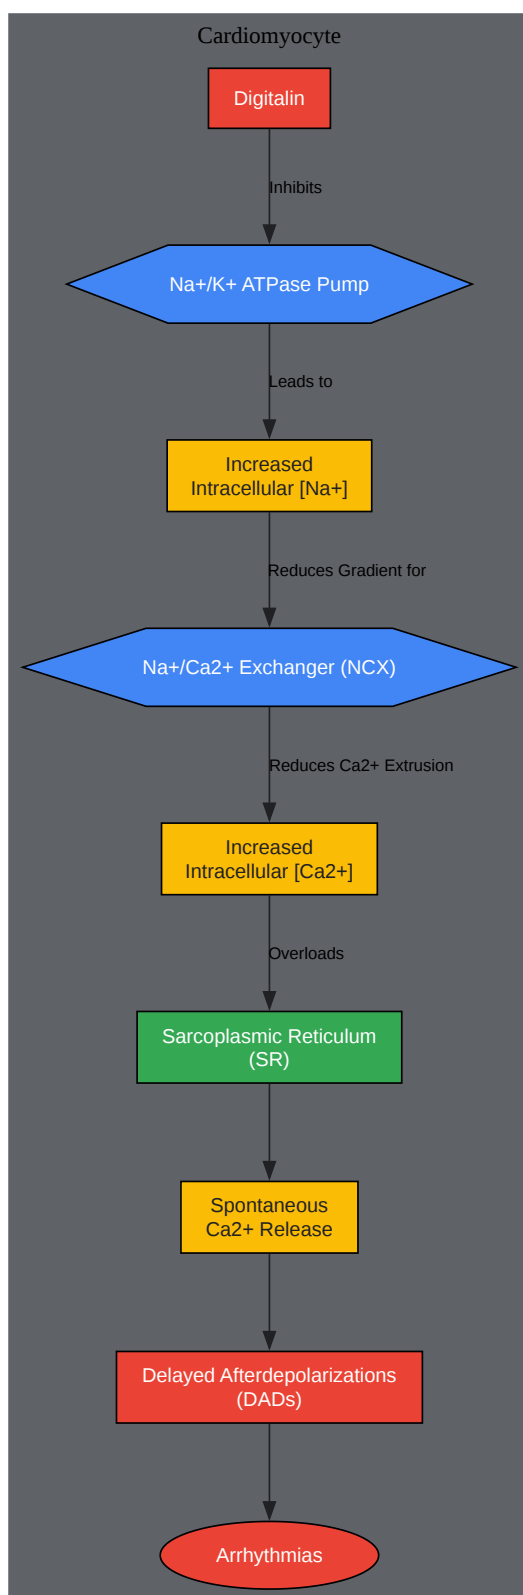 Cardiomyocyte
Digitalin
Inhibits
Na+/K+ ATPase Pump
Leads to
Increased
Intracellular [Na+]
Reduces Gradient for
Na+/Ca2+ Exchanger (NCX)
Reduces Ca2+ Extrusion
Increased
Intracellular [Ca2+]
Overloads
Sarcoplasmic Reticulum
(SR)
Spontaneous
Ca2+ Release
Delayed Afterdepolarizations
(DADs)
Arrhythmias